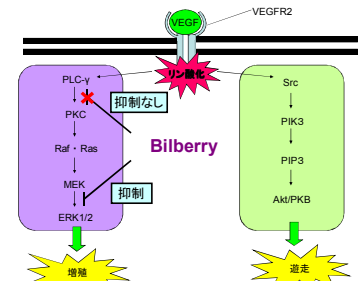 VEGF
VEGFR2
リン酸化
PLC-γ
抑制なし
PKC
Raf・Ras
Bilberry
MEK
抑制
ERK1/2
増殖
Src
PIK3
PIP3
Akt/PKB
遊走